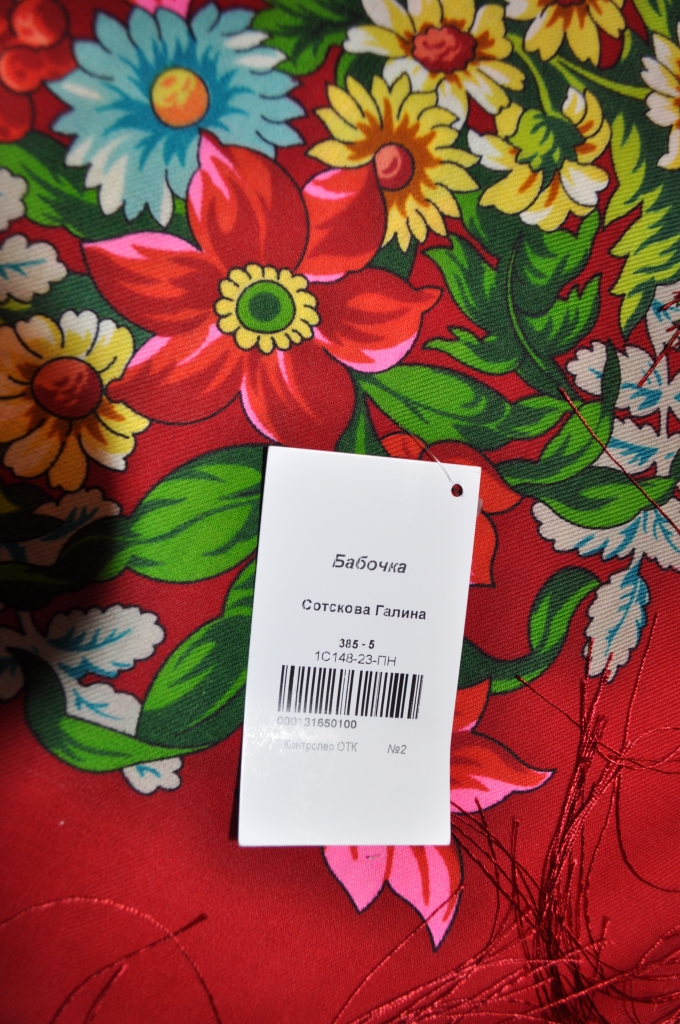 Бабочка
Сотскова Галина
385 - 5
1С148-23-ПН
000131650100
Контролер ОТК №2